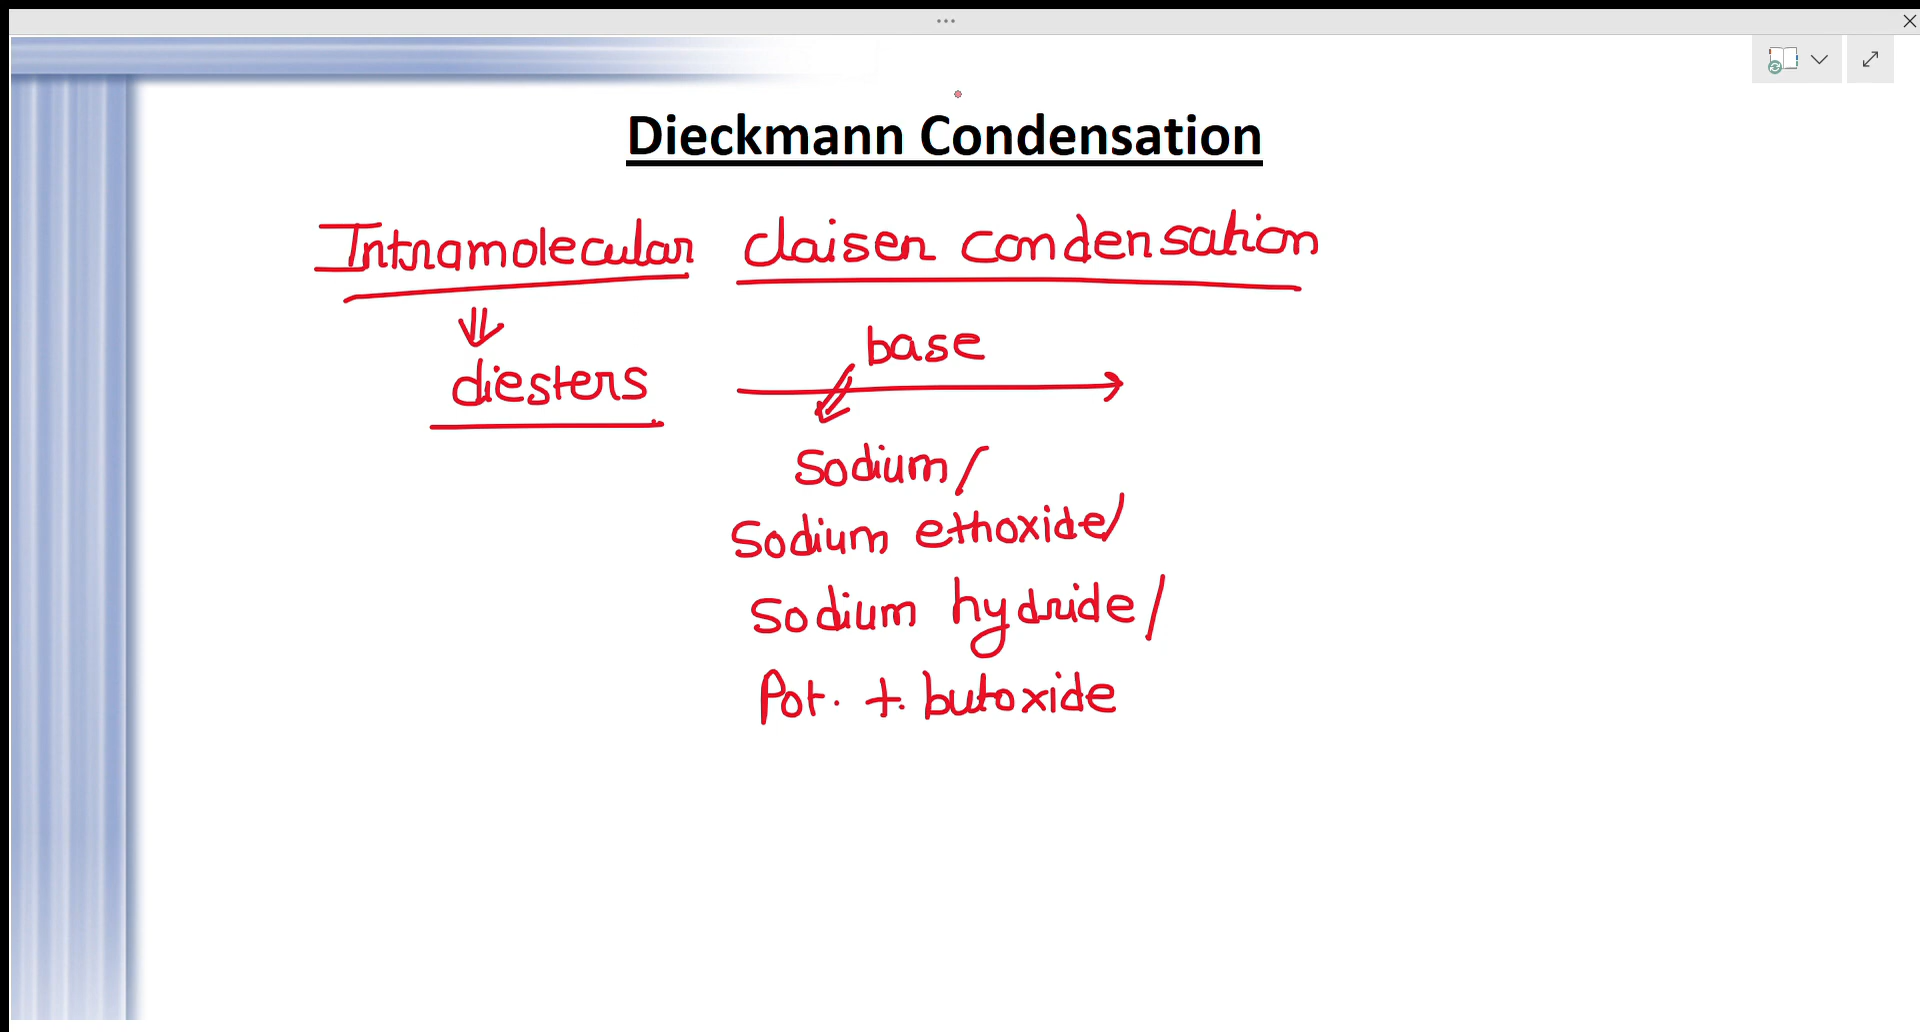 Dieckmann Condensation
Intramolecular claisen condensation
base
diesters
Sodium/
Sodium ethoxide/
Sodium hydride/
Pot. t. butoxide